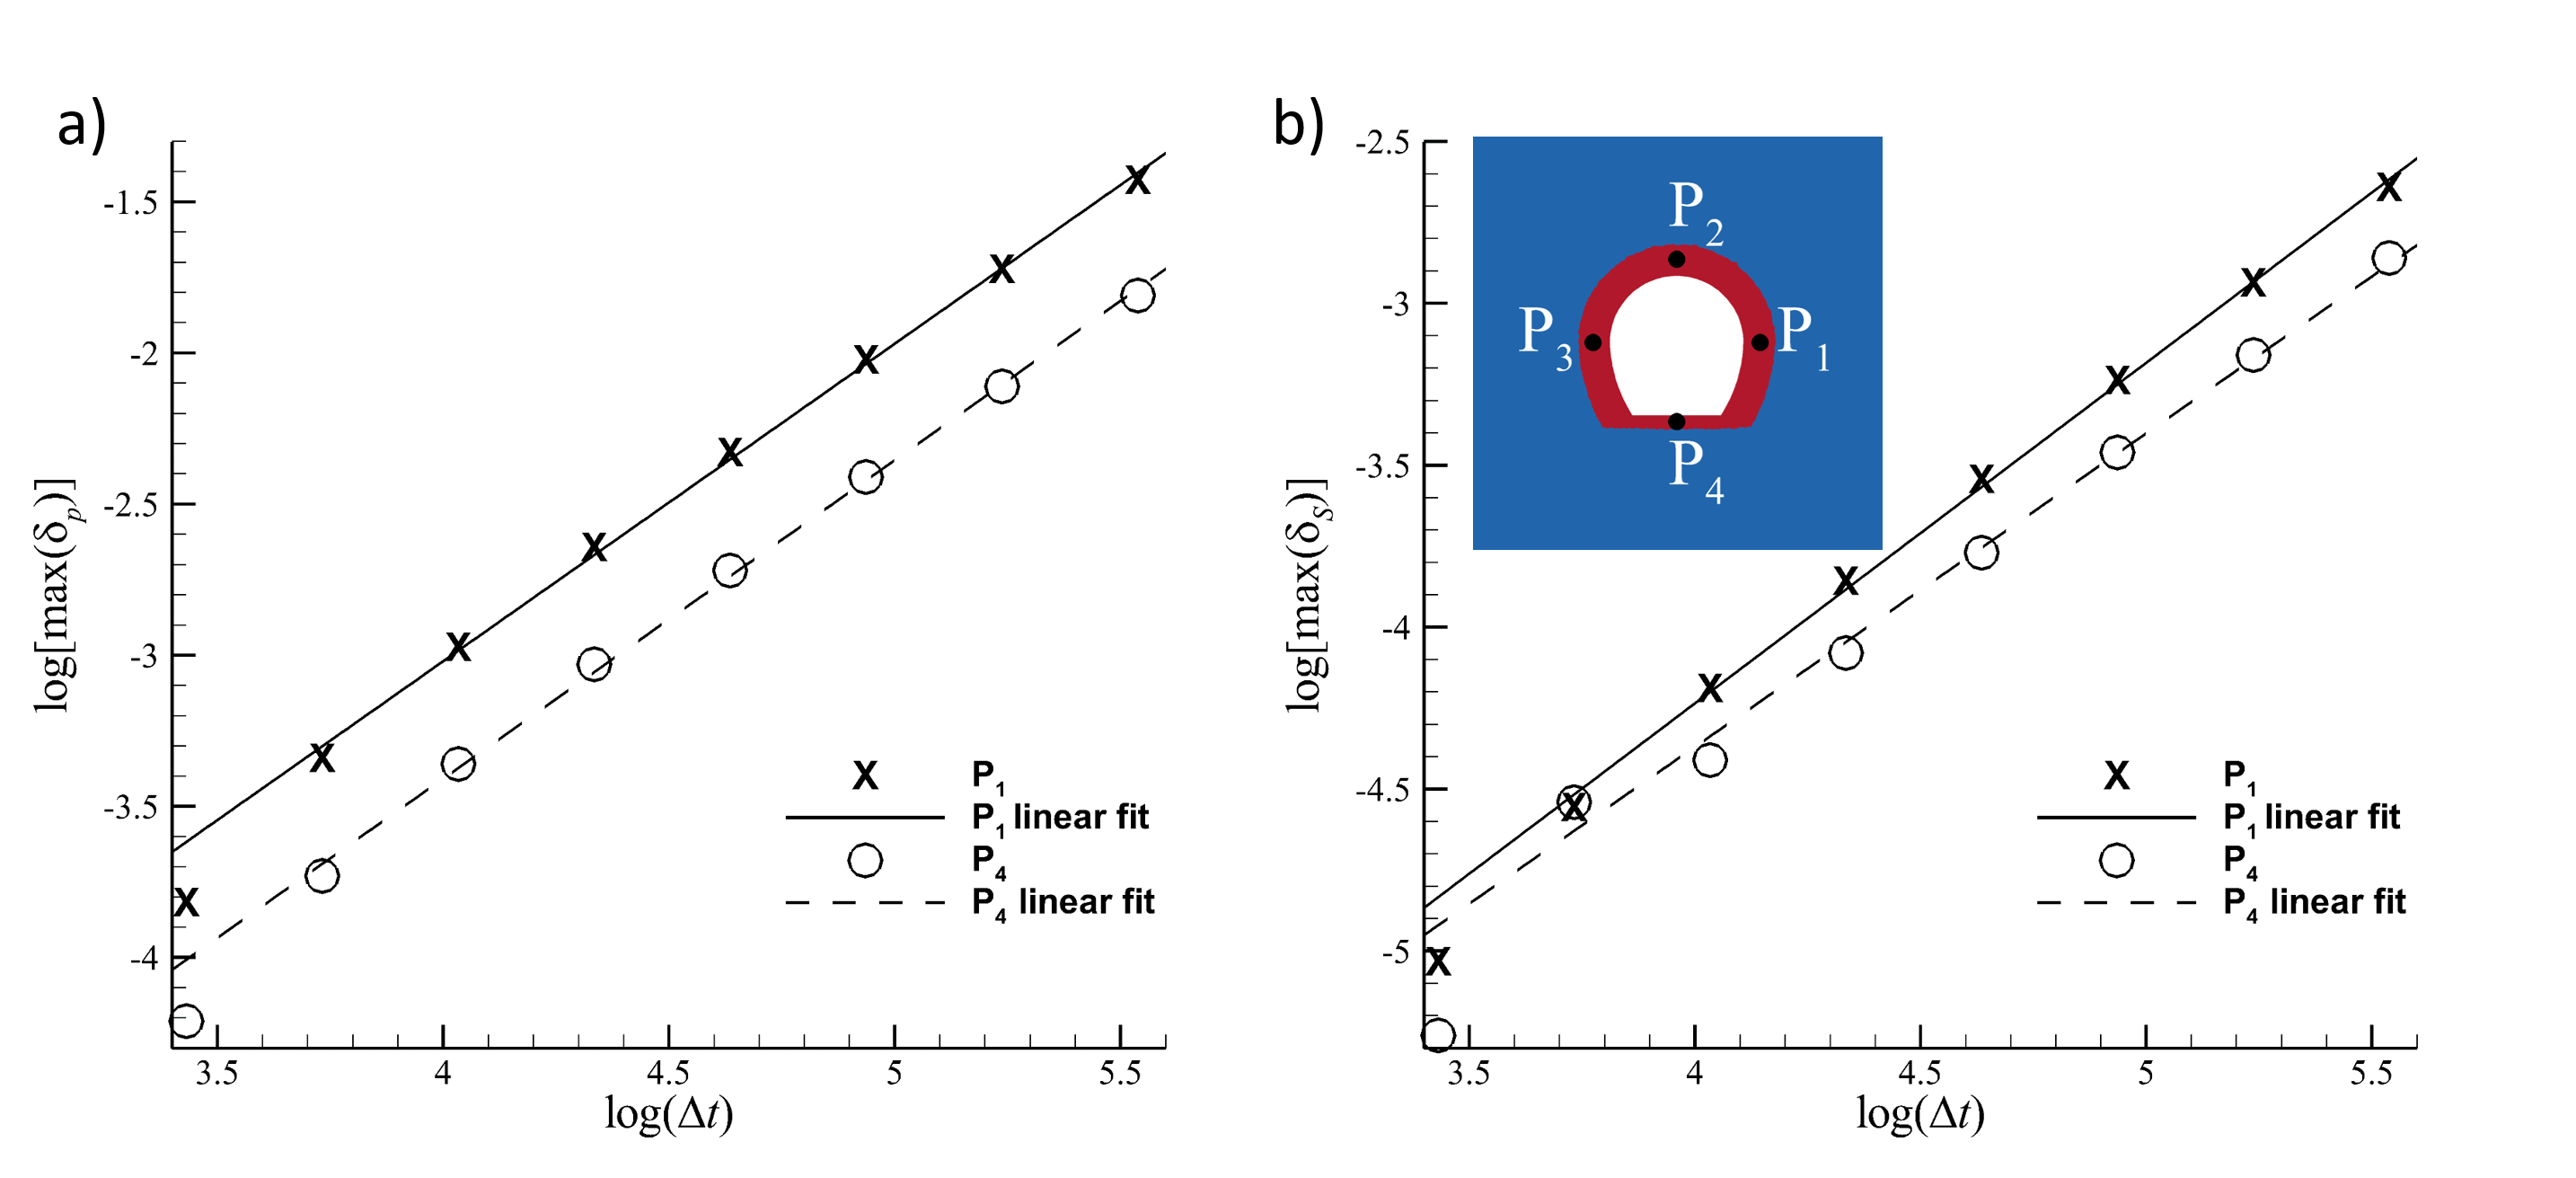 a)
-1.5
-2
-2.5
-3
-3.5
-4
log[max(δp)]
3.5 4 4.5 5 5.5
log(Δt)
X P1
P1 linear fit
P4
P4 linear fit
b)
-2.5
-3
-3.5
-4
-4.5
-5
log[max(δS)]
P2
P3 P1
P4
3.5 4 4.5 5 5.5
log(Δt)
X P1
P1 linear fit
P4
P4 linear fit